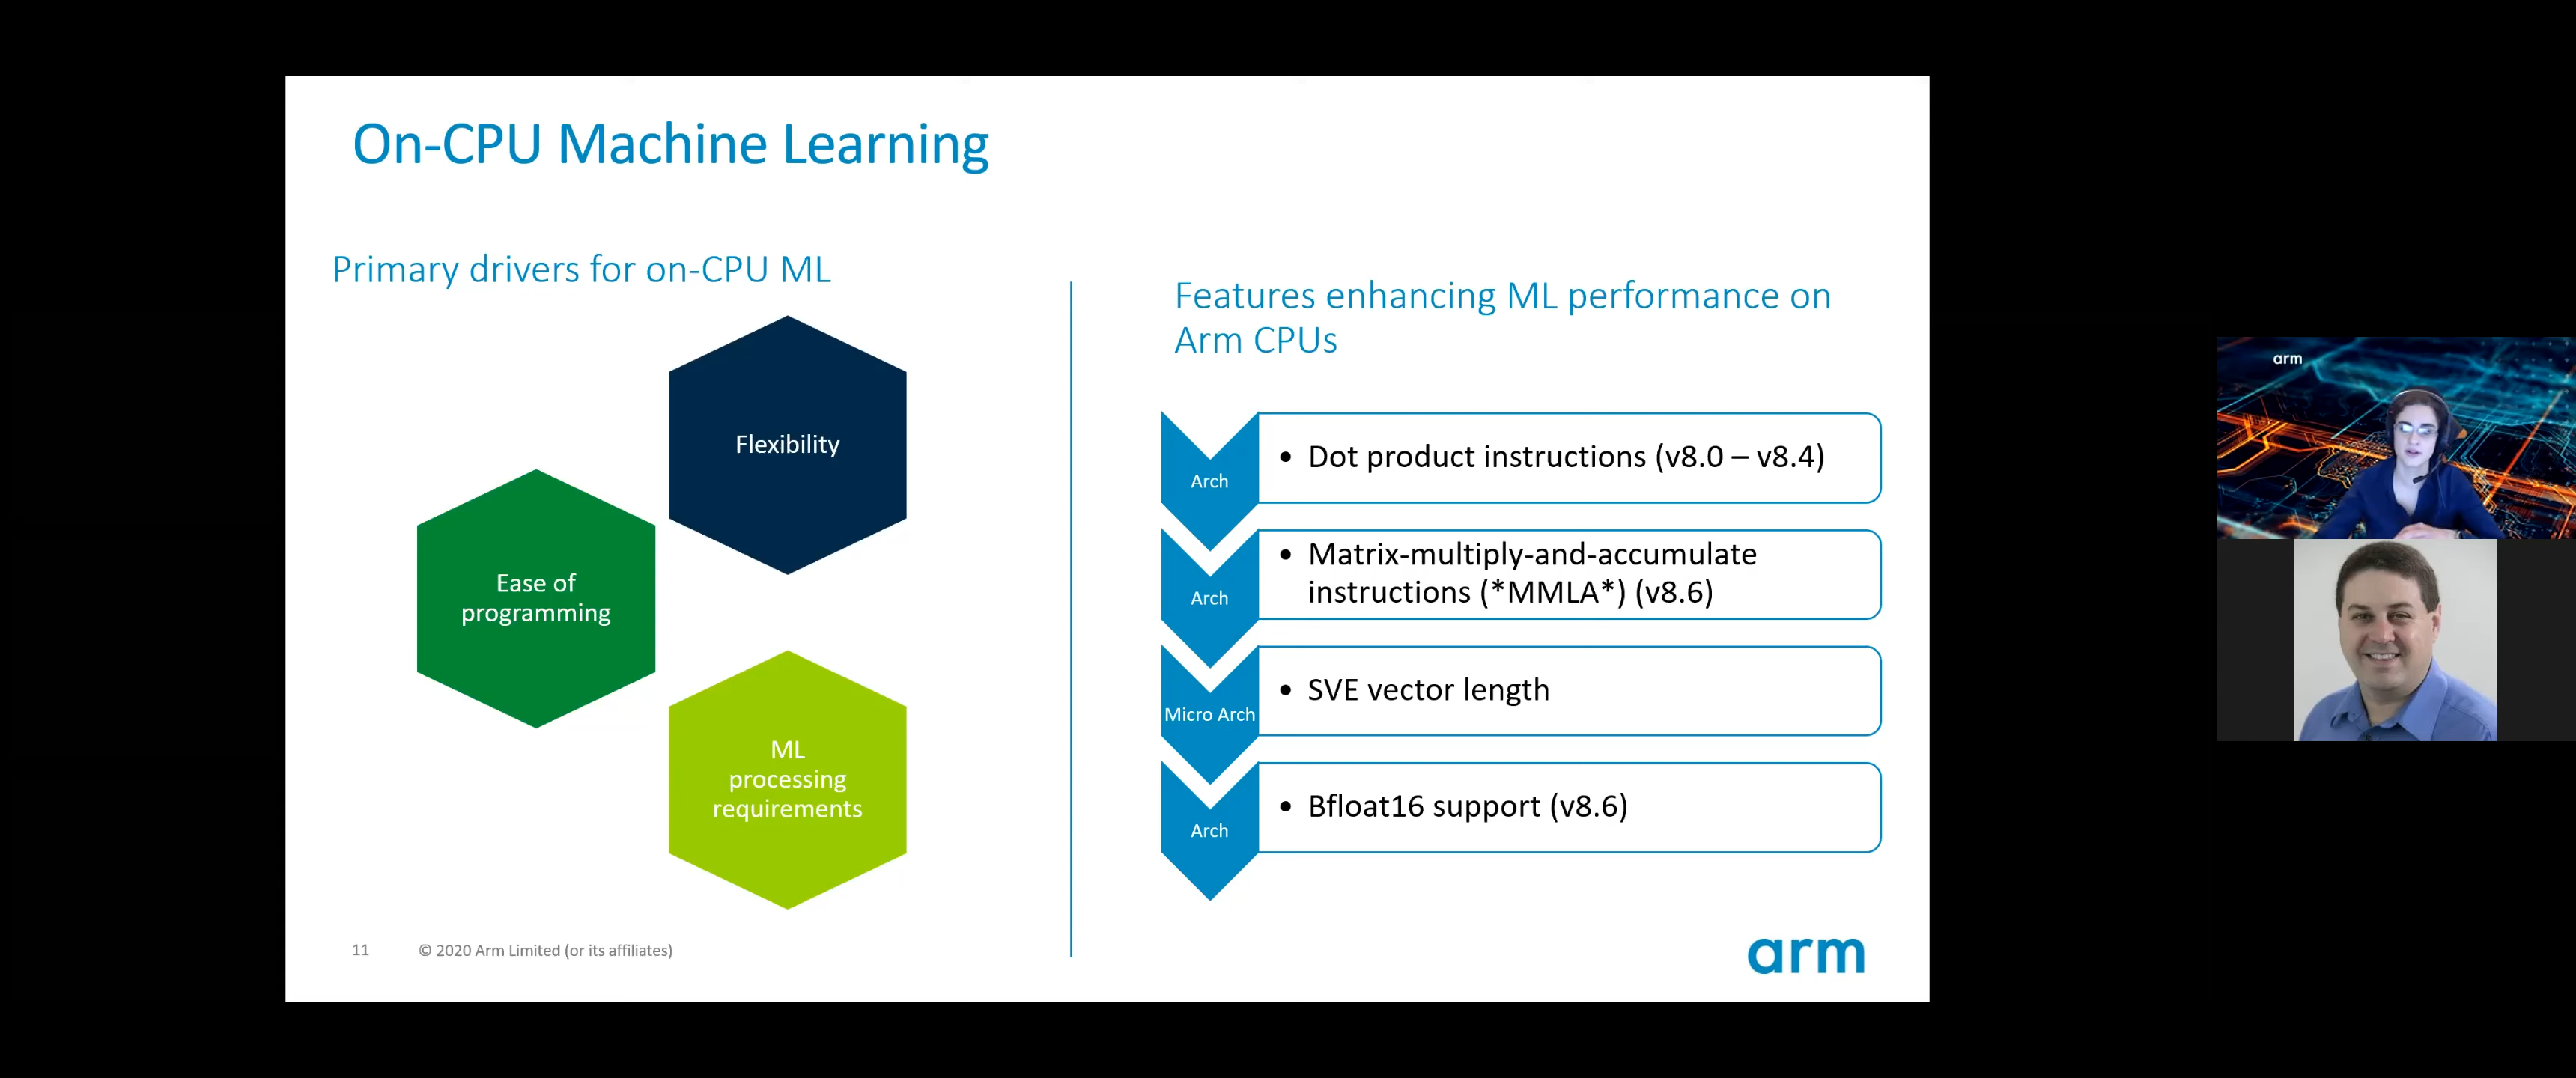 On-CPU Machine Learning
Primary drivers for on-CPU ML
Flexibility
Ease of
programming
ML
processing
requirements
Features enhancing ML performance on
Arm CPUs
Arch
• Dot product instructions (v8.0 – v8.4)
Arch
• Matrix-multiply-and-accumulate
instructions (*MMLA*) (v8.6)
Micro Arch
• SVE vector length
Arch
• Bfloat16 support (v8.6)
11
© 2020 Arm Limited (or its affiliates)
arm
arm